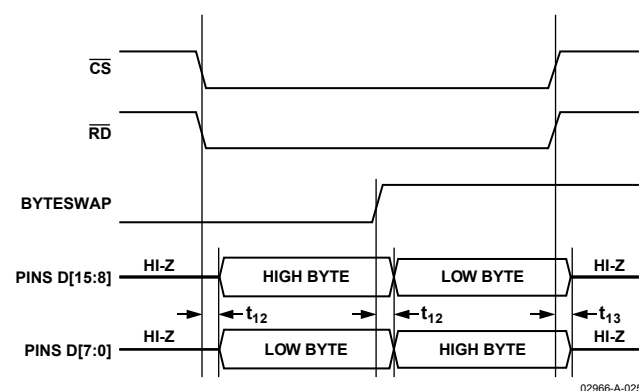 CS
RD
BYTESWAP
PINS D[15:8] HI-Z HIGH BYTE LOW BYTE HI-Z
t12 t12 t13
PINS D[7:0] HI-Z LOW BYTE HIGH BYTE HI-Z
02966-A-025